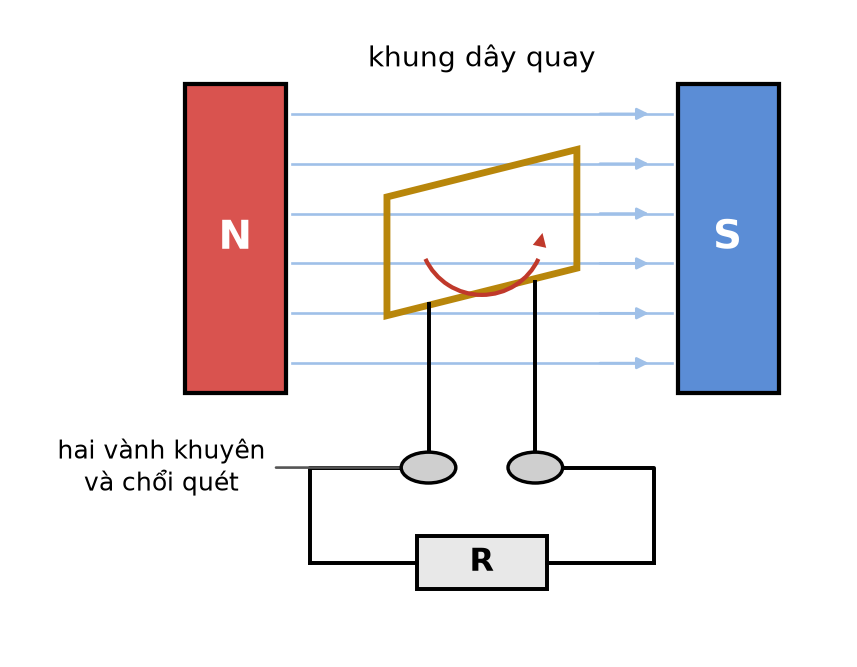 khung dây quay
N
S
hai vành khuyên
và chổi quét
R